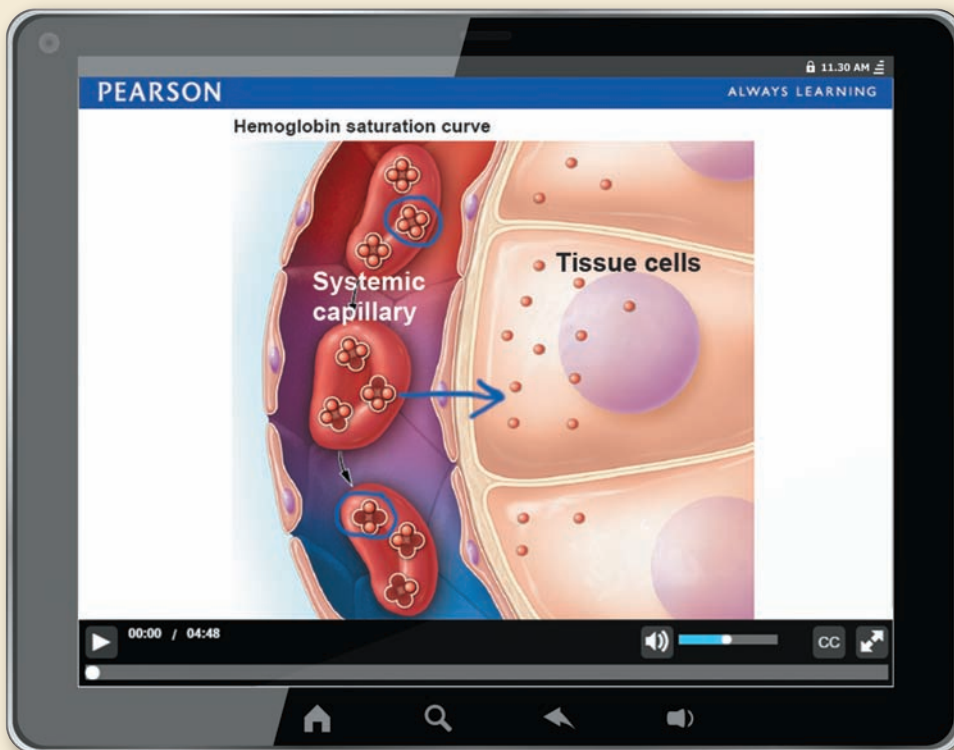 11.30 AM
PEARSON
ALWAYS LEARNING
Hemoglobin saturation curve
Systemic
capillary
Tissue cells
00:00 / 04:48
CC